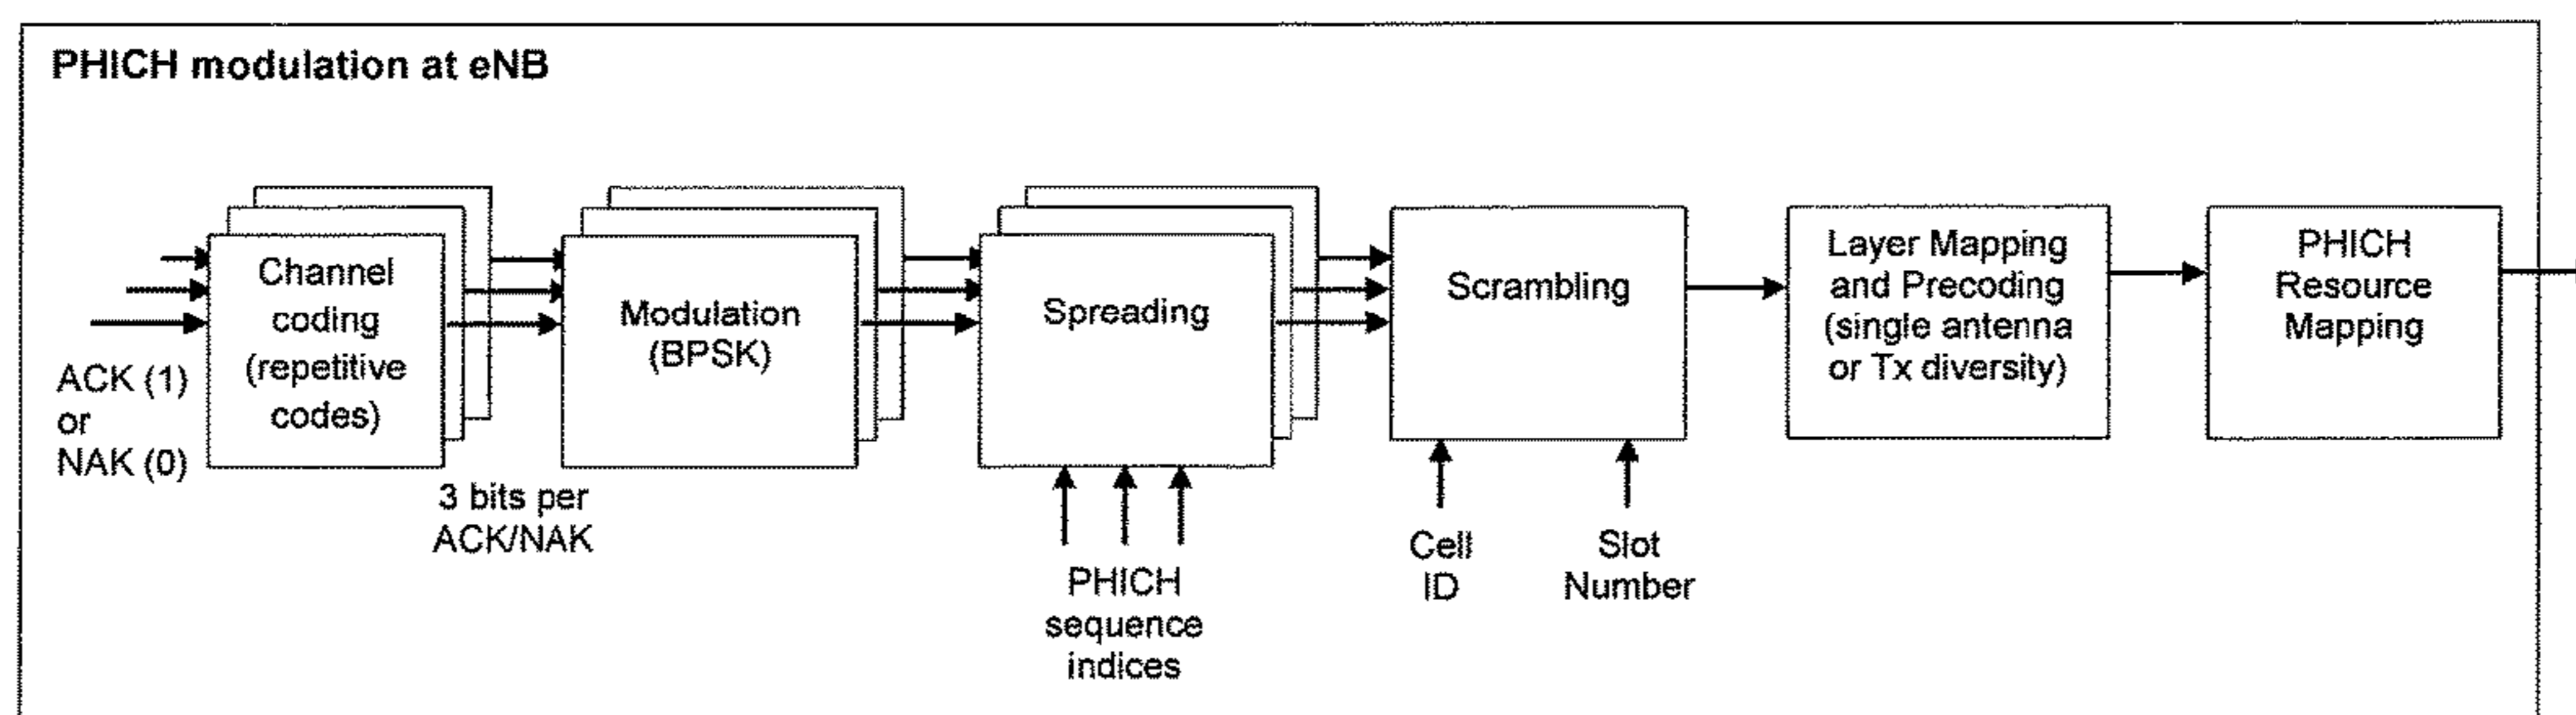 PHICH modulation at eNB
ACK (1)
or
NAK (0)
Channel
coding
(repetitive
codes)
3 bits per
ACK/NAK
Modulation
(BPSK)
Spreading
PHICH
sequence
indices
Scrambling
Cell
ID
Slot
Number
Layer Mapping
and Precoding
(single antenna
or Tx diversity)
PHICH
Resource
Mapping